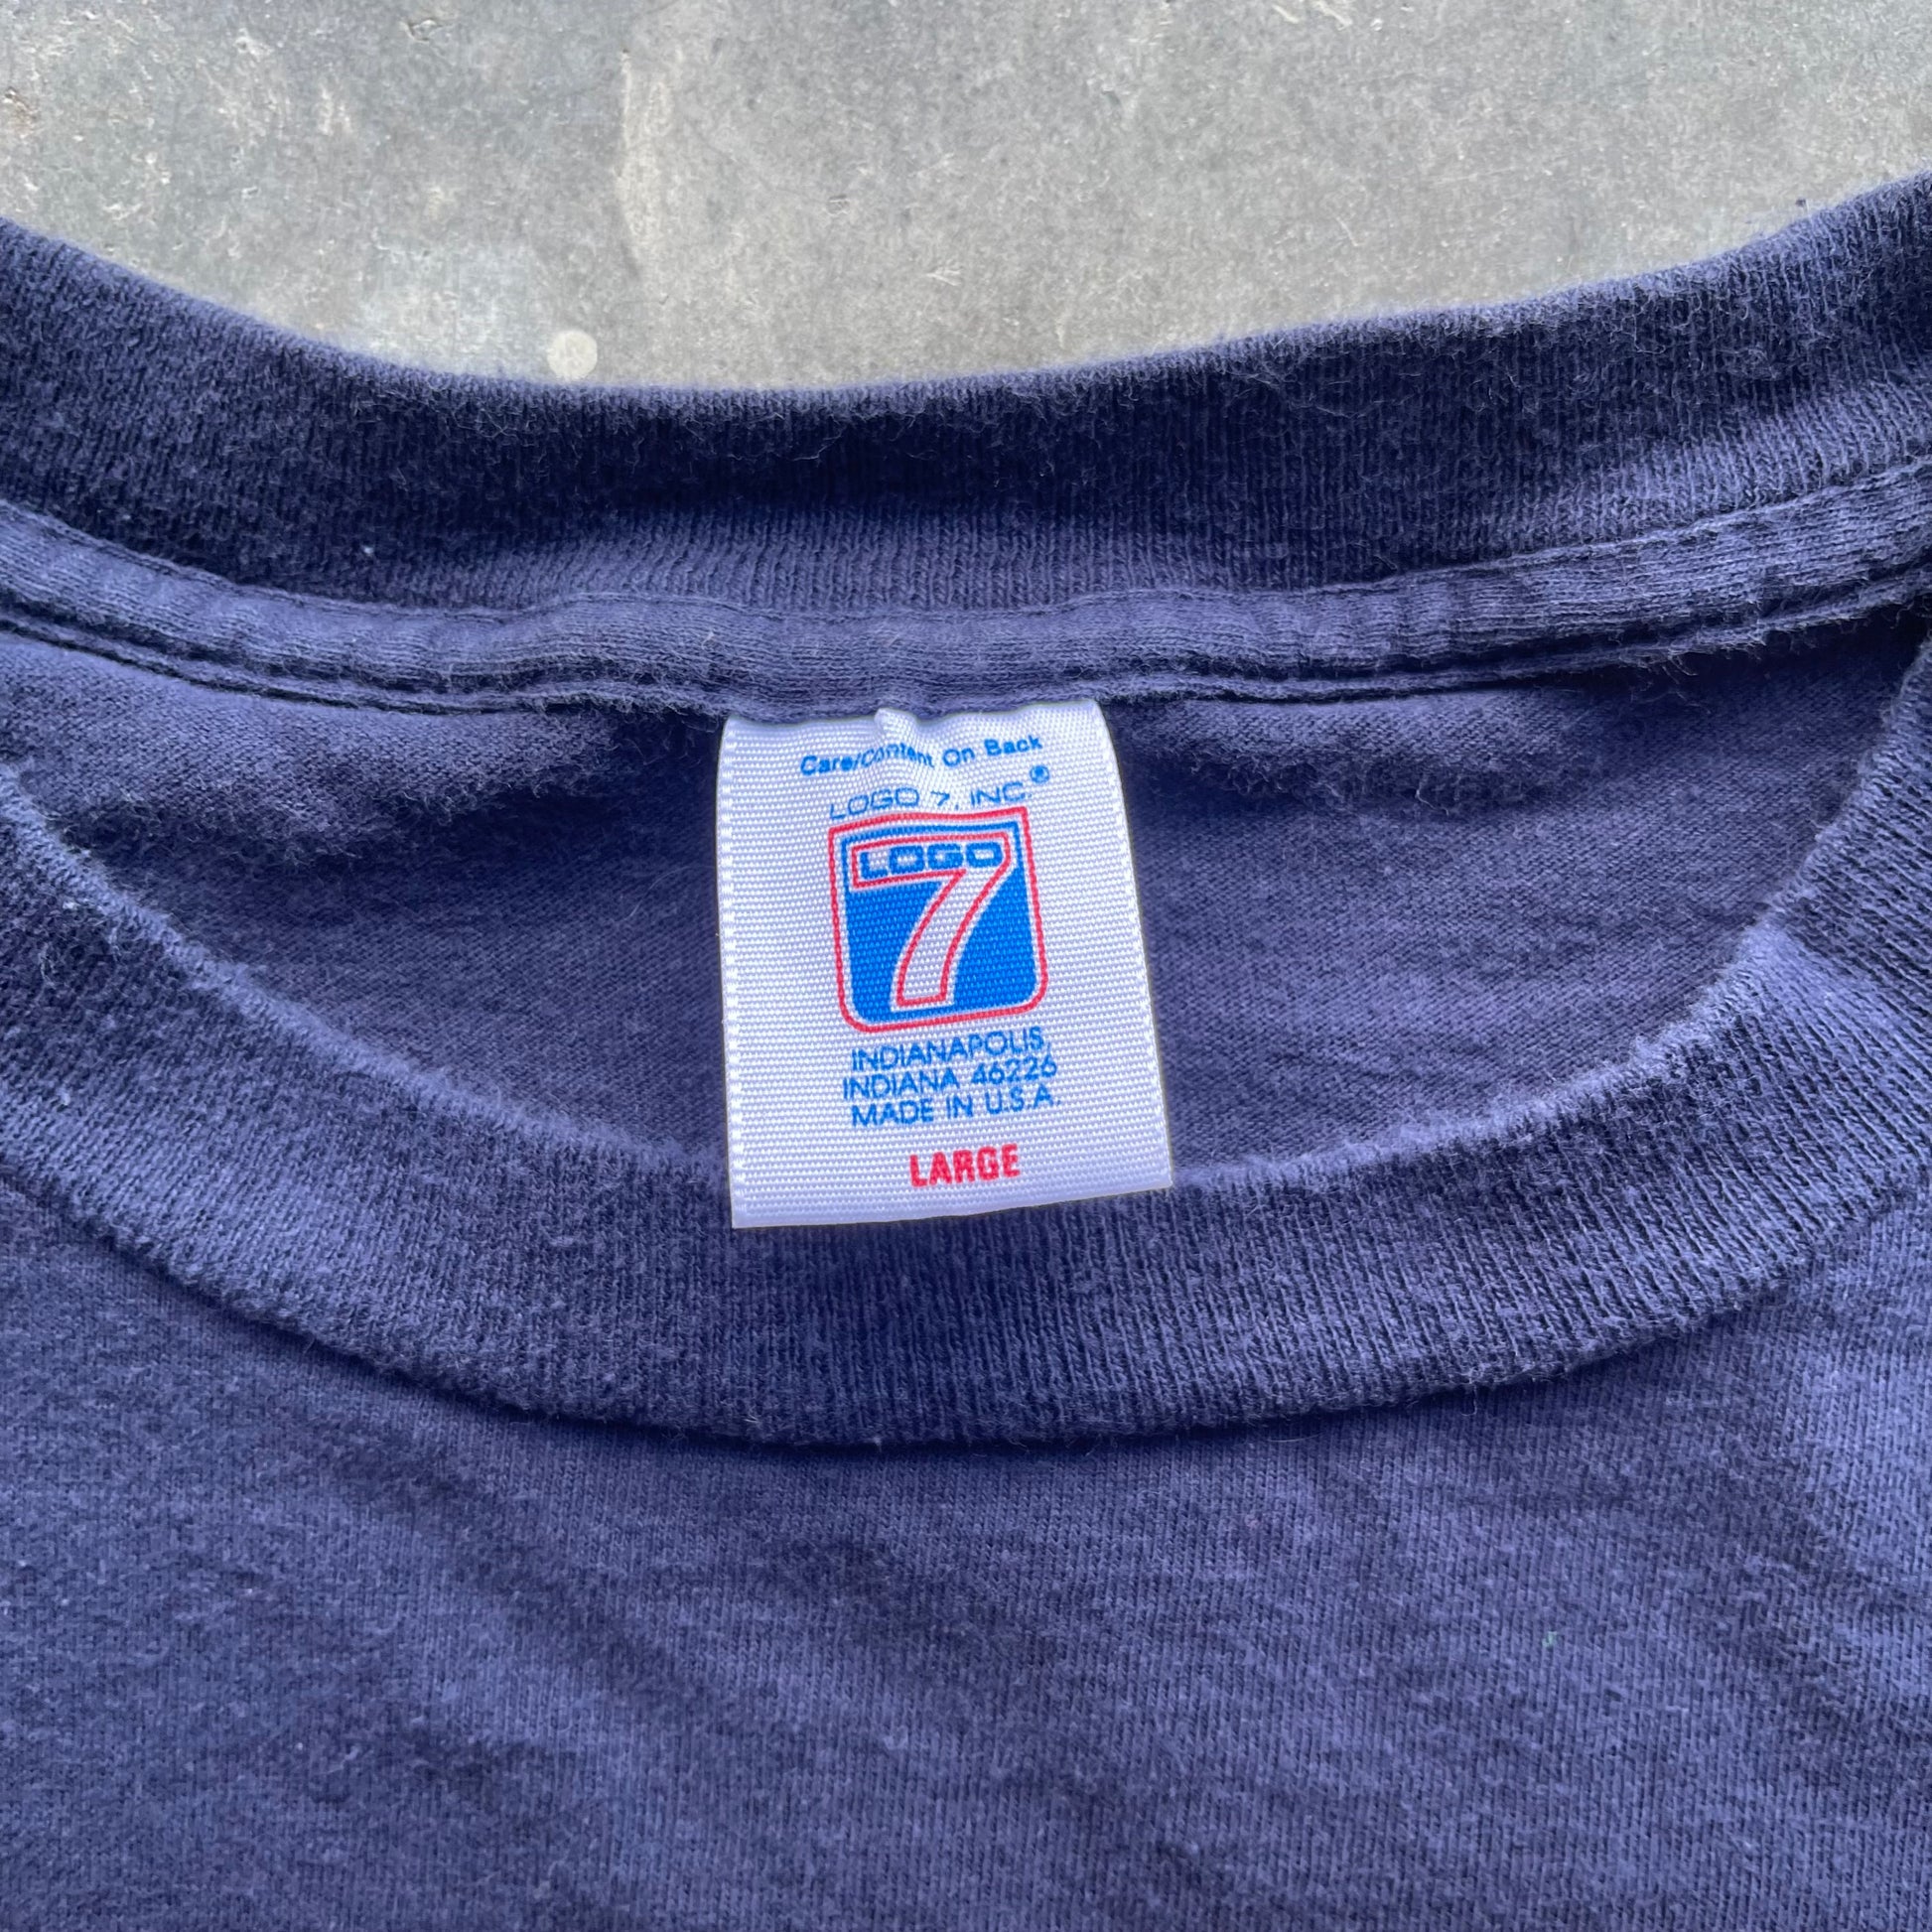 Care/Content On Back
LOGO 7, INC.®
LOGO
7
INDIANAPOLIS,
INDIANA 46226
MADE IN U.S.A.
LARGE